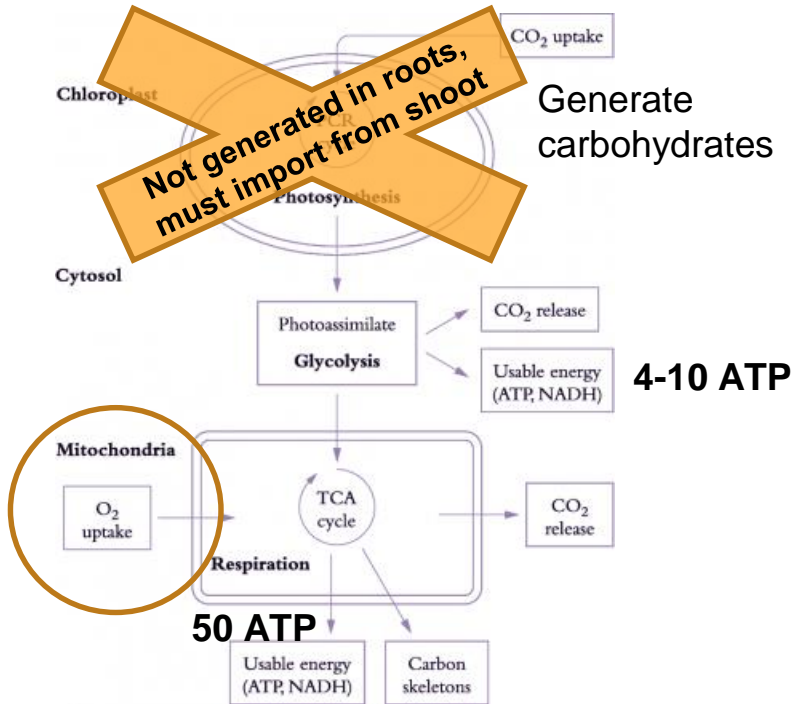 CO₂ uptake
Chloroplast
Not generated in roots,
must import from shoot
Generate
carbohydrates
Photosynthesis
Cytosol
Photoassimilate
Glycolysis
CO₂ release
Usable energy
(ATP, NADH)
4-10 ATP
Mitochondria
O₂
uptake
TCA
cycle
CO₂
release
Respiration
50 ATP
Usable energy
(ATP, NADH)
Carbon
skeletons